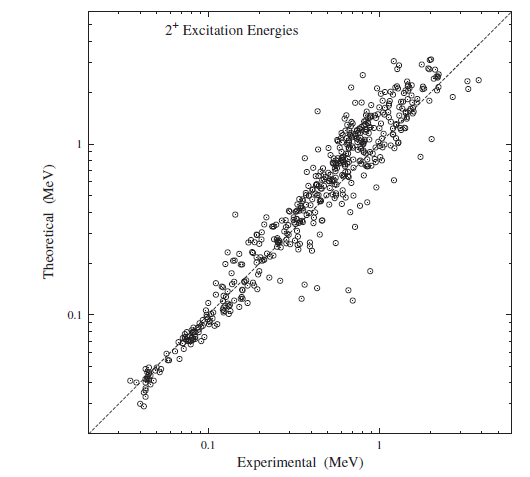 2⁺ Excitation Energies
Theoretical (MeV)
1
0.1
0.1
1
Experimental (MeV)